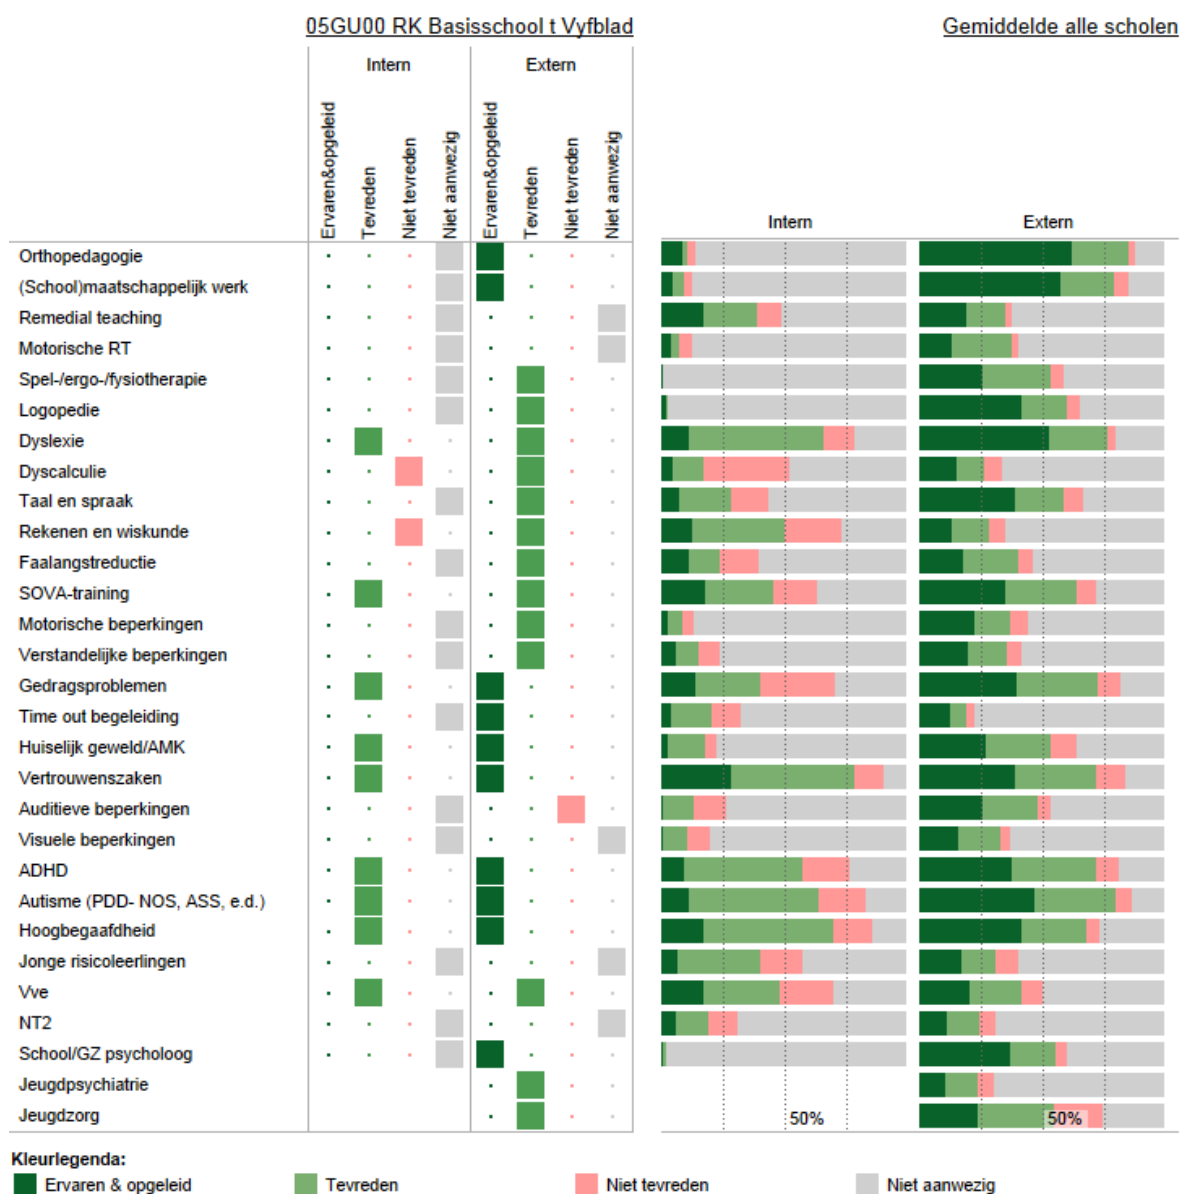 05GU00 RK Basisschool t Vyfblad
Gemiddelde alle scholen
Intern
Extern
Ervaren&opgeleid
Tevreden
Niet tevreden
Niet aanwezig
Ervaren&opgeleid
Tevreden
Niet tevreden
Niet aanwezig
Intern
Extern
Orthopedagogie
(School)maatschappelijk werk
Remedial teaching
Motorische RT
Spel-/ergo-/fysiotherapie
Logopedie
Dyslexie
Dyscalculie
Taal en spraak
Rekenen en wiskunde
Faalangstreductie
SOVA-training
Motorische beperkingen
Verstandelijke beperkingen
Gedragsproblemen
Time out begeleiding
Huiselijk geweld/AMK
Vertrouwenszaken
Auditieve beperkingen
Visuele beperkingen
ADHD
Autisme (PDD- NOS, ASS, e.d.)
Hoogbegaafdheid
Jonge risicoleerlingen
Vve
NT2
School/GZ psycholoog
Jeugdpsychiatrie
Jeugdzorg
50%
50%
Kleurlegenda:
Ervaren & opgeleid
Tevreden
Niet tevreden
Niet aanwezig